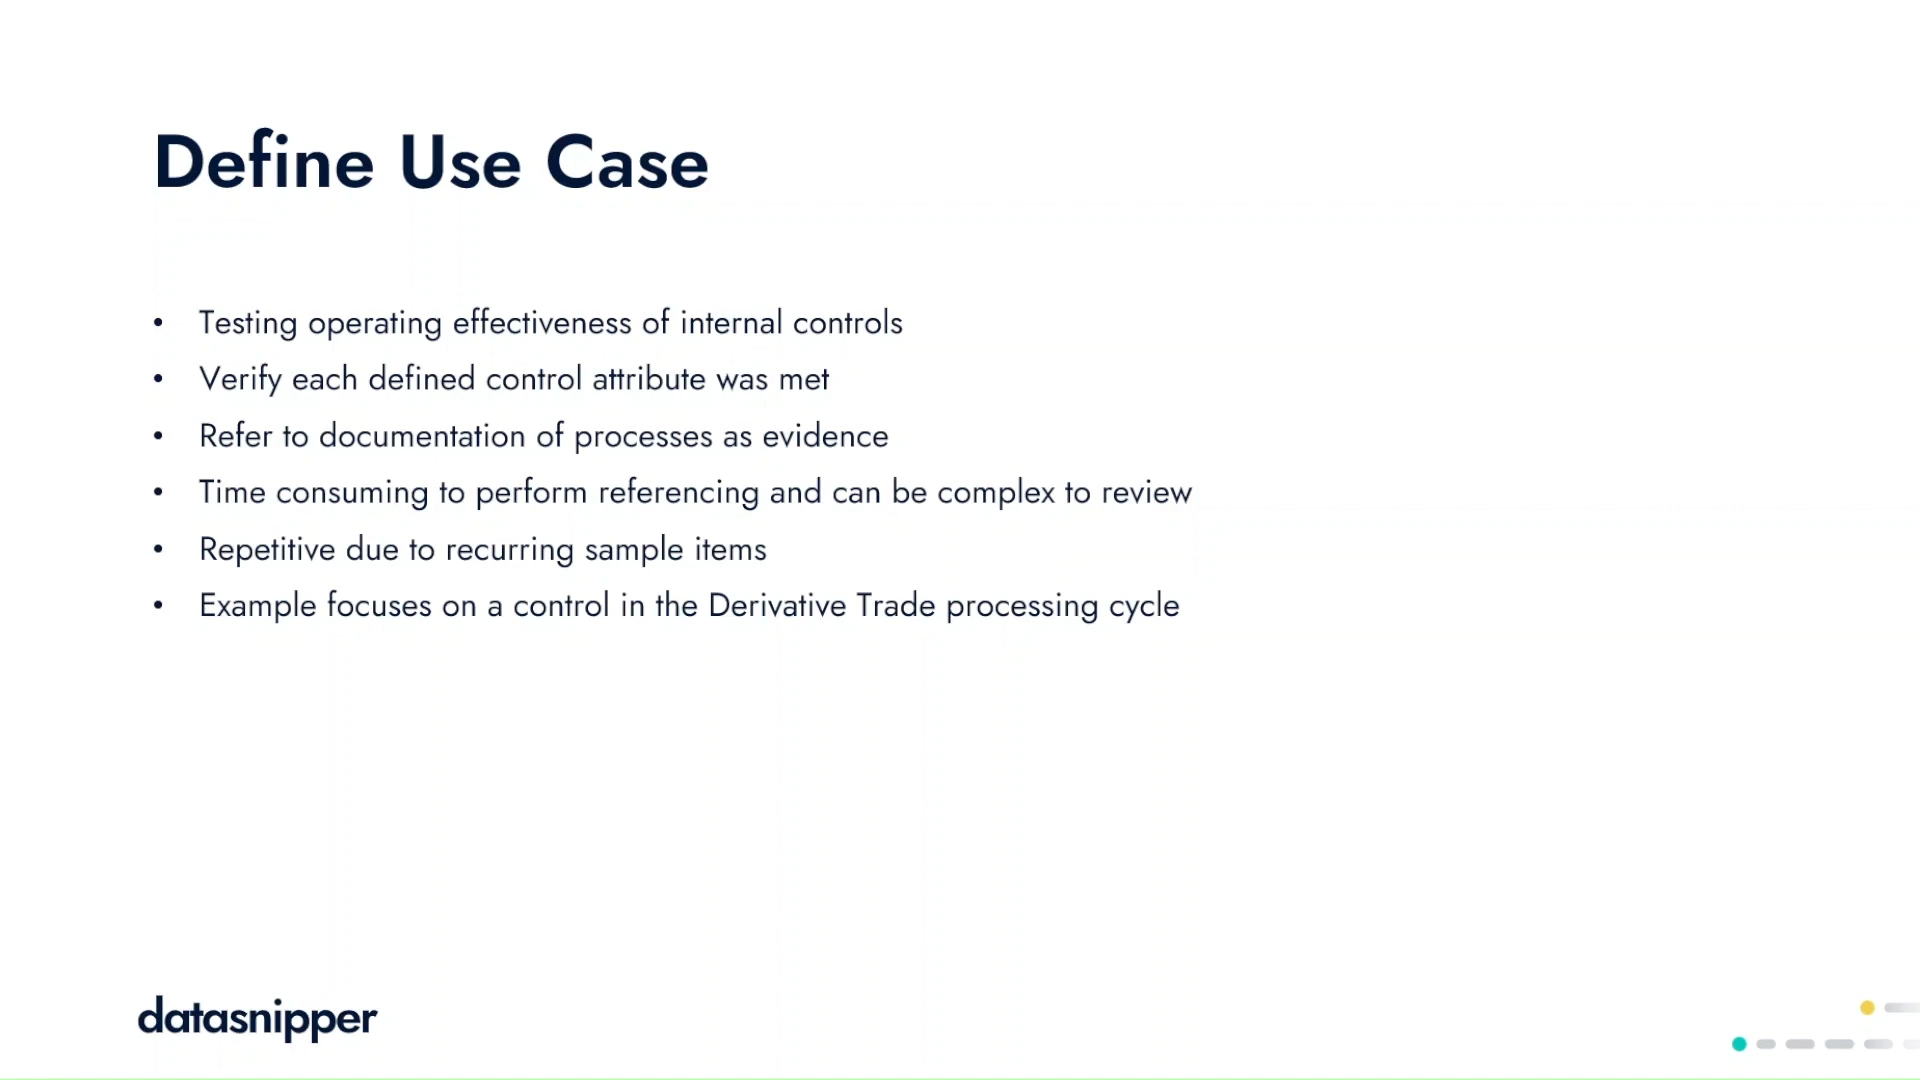 Define Use Case
• Testing operating effectiveness of internal controls
• Verify each defined control attribute was met
• Refer to documentation of processes as evidence
• Time consuming to perform referencing and can be complex to review
• Repetitive due to recurring sample items
• Example focuses on a control in the Derivative Trade processing cycle
datasnipper